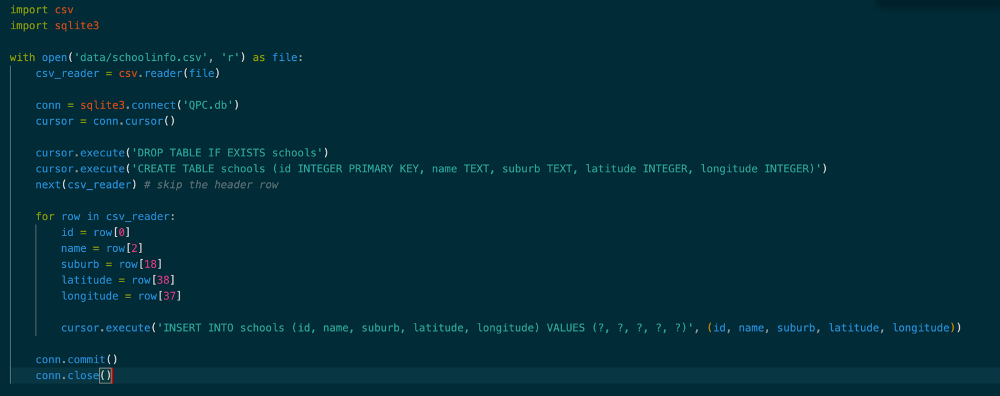 import csv
import sqlite3
with open('data/schoolinfo.csv', 'r') as file:
csv_reader = csv.reader(file)
conn = sqlite3.connect('QPC.db')
cursor = conn.cursor()
cursor.execute('DROP TABLE IF EXISTS schools')
cursor.execute('CREATE TABLE schools (id INTEGER PRIMARY KEY, name TEXT, suburb TEXT, latitude INTEGER, longitude INTEGER)')
next(csv_reader) # skip the header row
for row in csv_reader:
id = row[0]
name = row[2]
suburb = row[18]
latitude = row[38]
longitude = row[37]
cursor.execute('INSERT INTO schools (id, name, suburb, latitude, longitude) VALUES (?, ?, ?, ?, ?)', (id, name, suburb, latitude, longitude))
conn.commit()
conn.close()